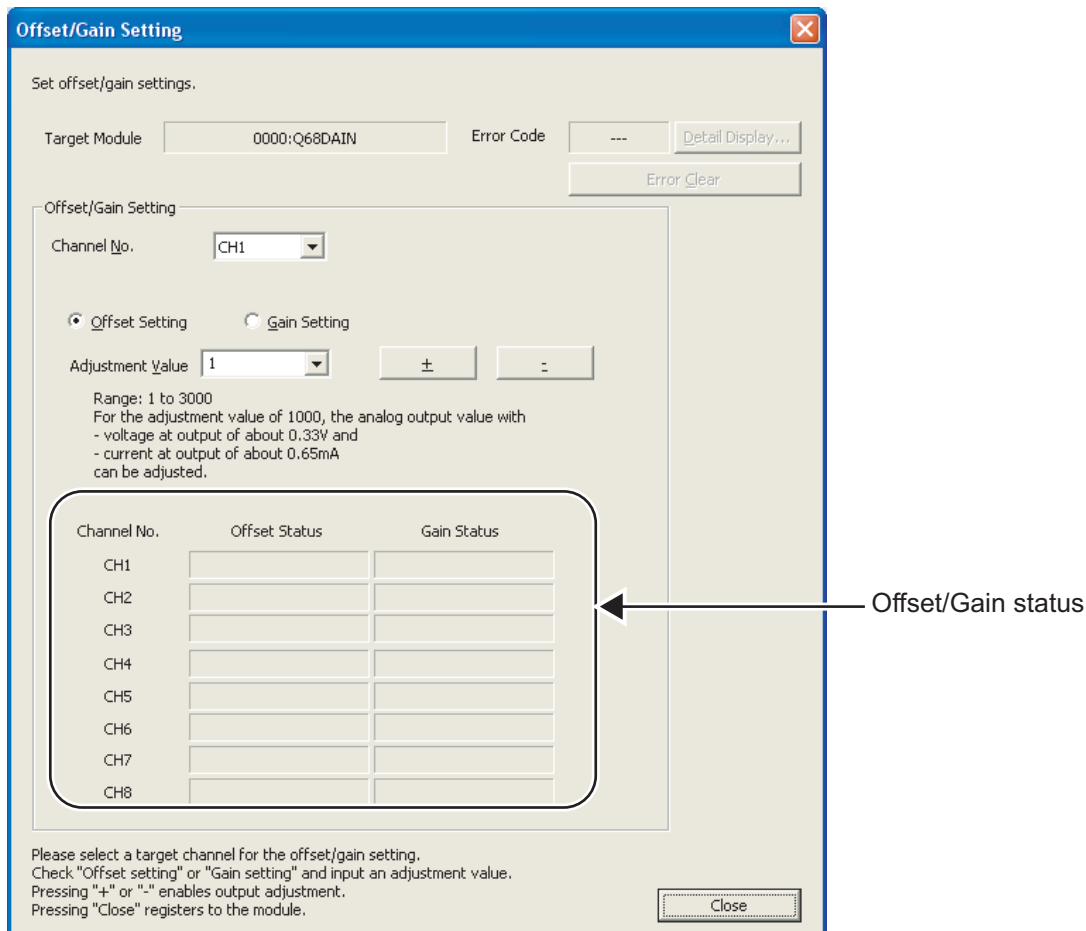 Offset/Gain Setting
Set offset/gain settings.
Target Module 0000:Q68DAIN Error Code --- Detail Display...
Error Clear
Offset/Gain Setting
Channel No. CH1
Offset Setting Gain Setting
Adjustment Value 1 + -
Range: 1 to 3000
For the adjustment value of 1000, the analog output value with
- voltage at output of about 0.33V and
- current at output of about 0.65mA
can be adjusted.
Channel No. Offset Status Gain Status
CH1
CH2
Offset/Gain status
CH3
CH4
CH5
CH6
CH7
CH8
Please select a target channel for the offset/gain setting.
Check "Offset setting" or "Gain setting" and input an adjustment value.
Pressing "+" or "-" enables output adjustment.
Pressing "Close" registers to the module.
Close